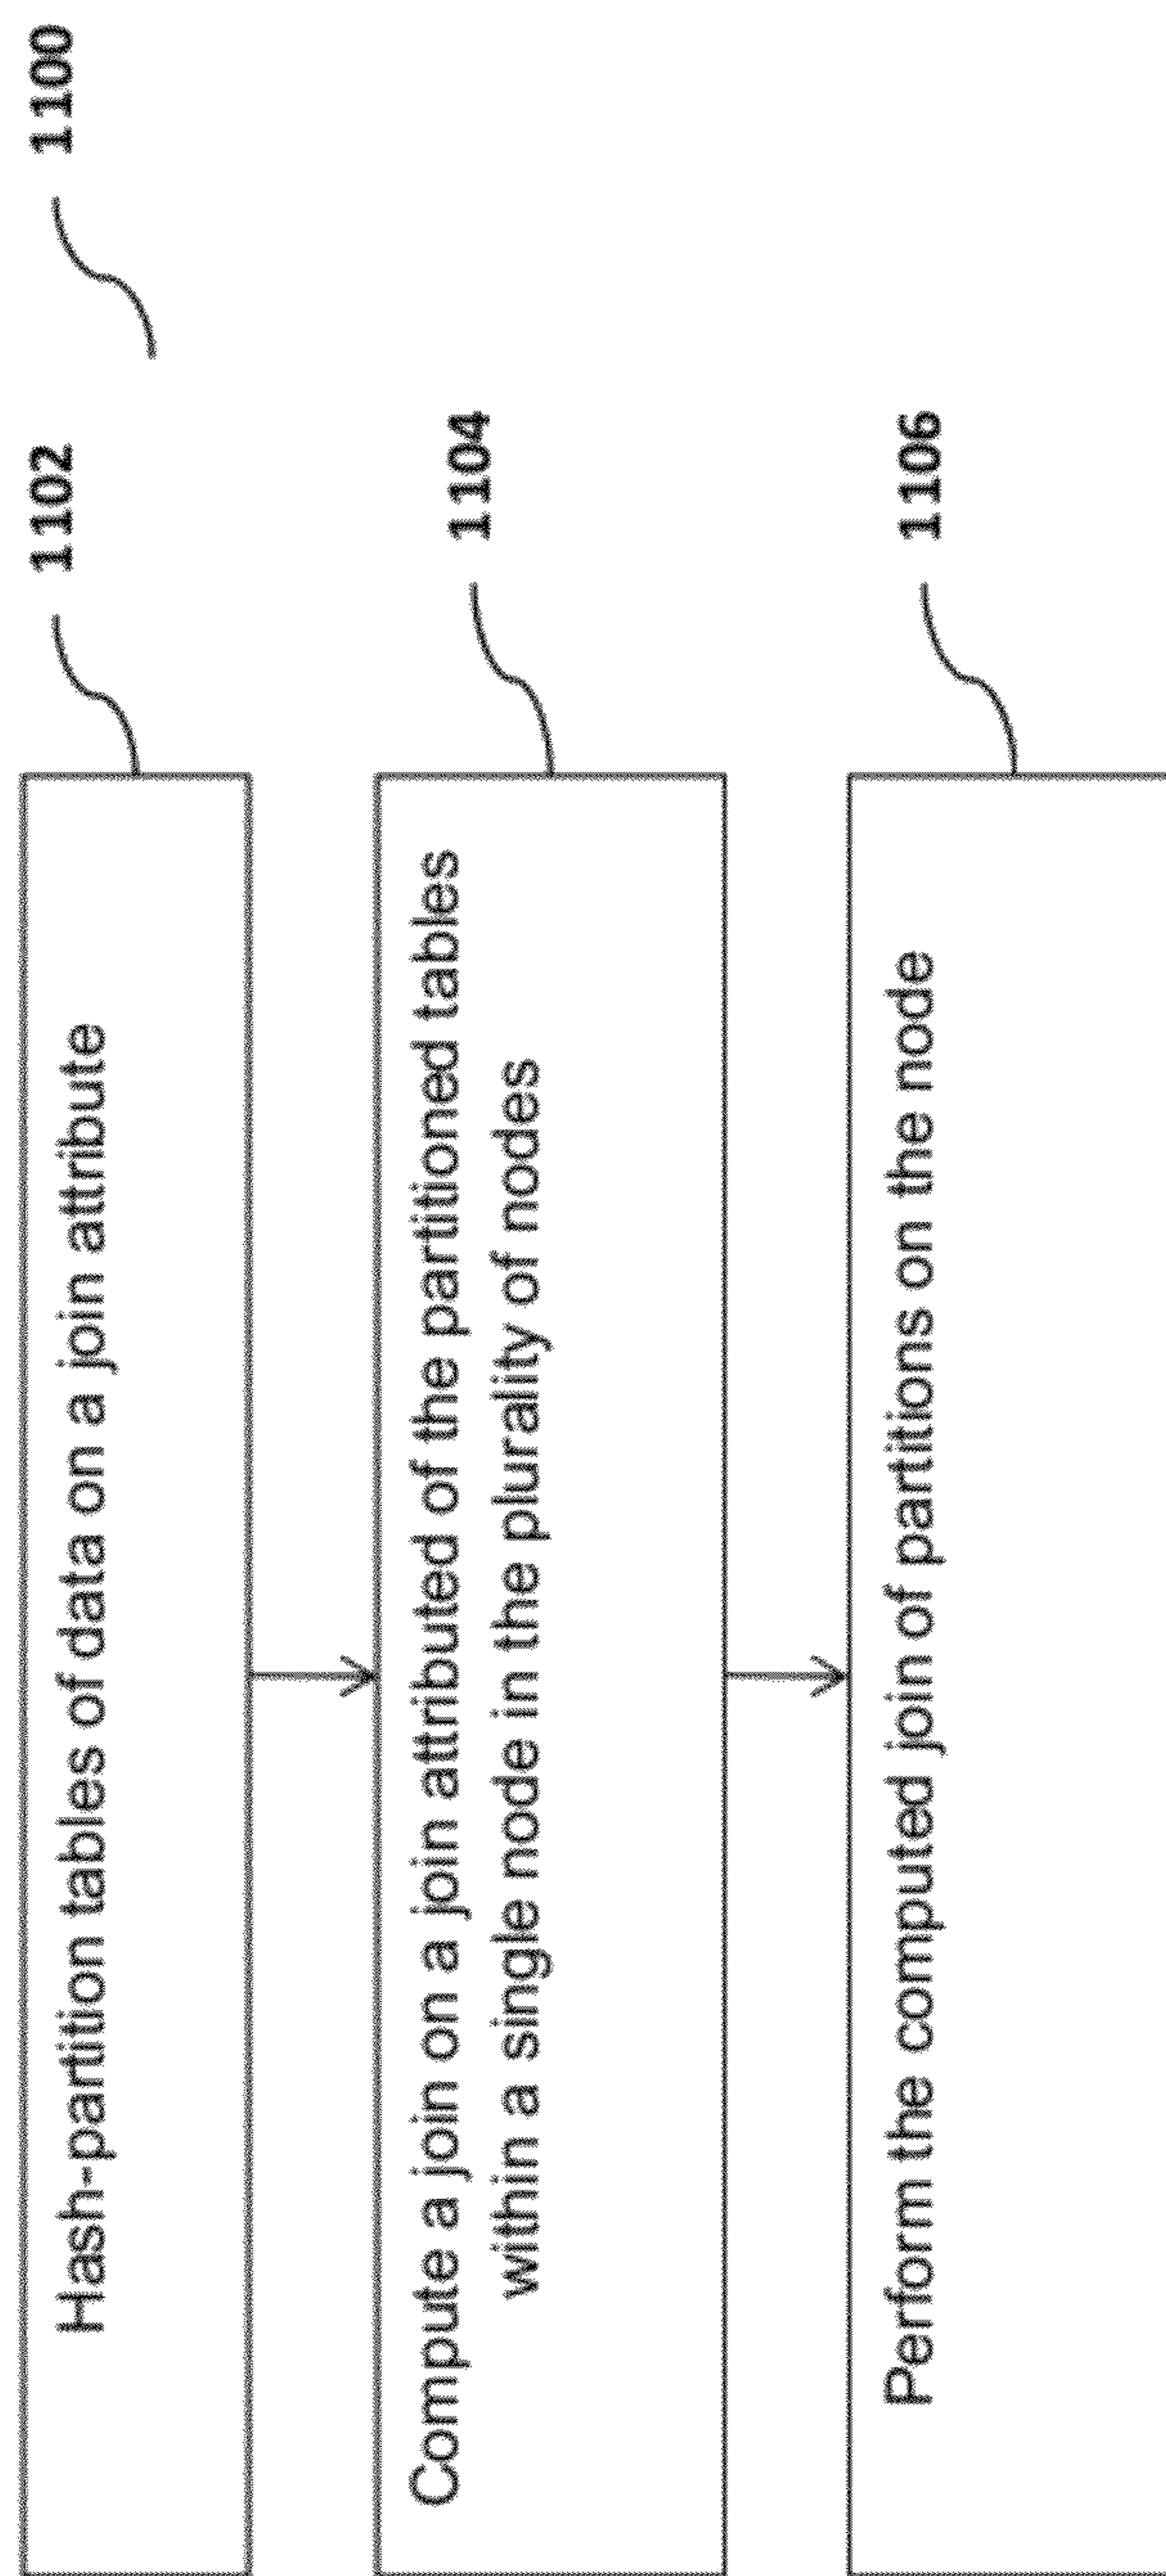 1100
1102
Hash-partition tables of data on a join attribute
1104
Compute a join on a join attributed of the partitioned tables
within a single node in the plurality of nodes
1106
Perform the computed join of partitions on the node